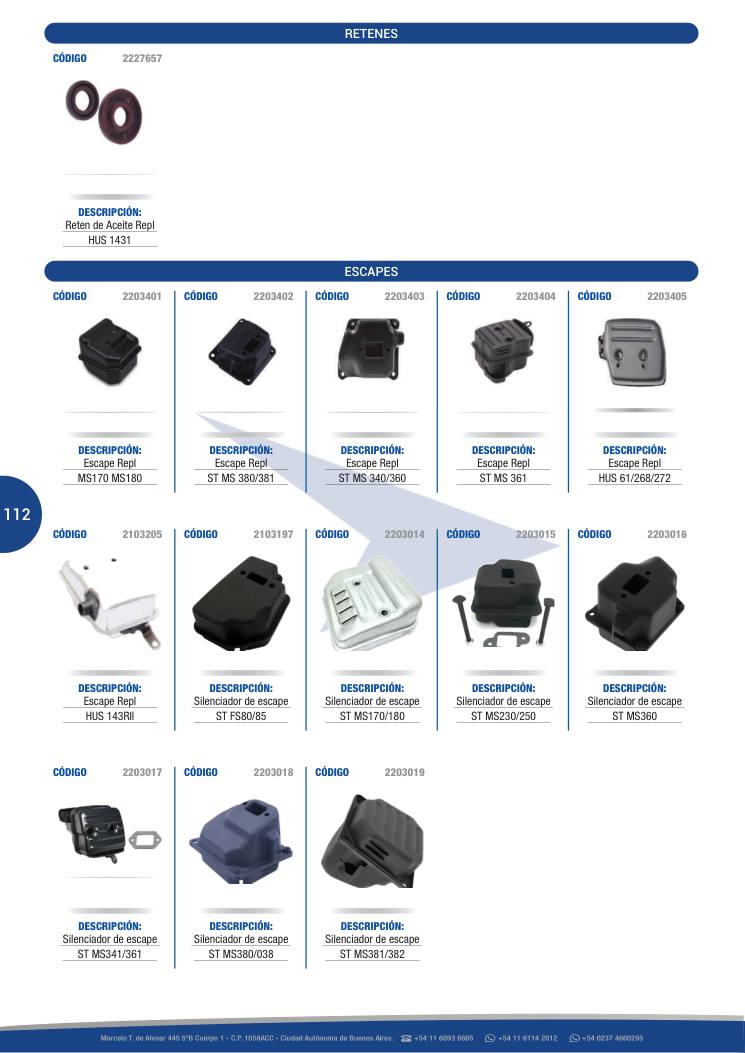 RETENES
CÓDIGO 2227657
DESCRIPCIÓN:
Reten de Aceite Repl
HUS 1431
ESCAPES
CÓDIGO 2203401
DESCRIPCIÓN:
Escape Repl
MS170 MS180
CÓDIGO 2203402
DESCRIPCIÓN:
Escape Repl
ST MS 380/381
CÓDIGO 2203403
DESCRIPCIÓN:
Escape Repl
ST MS 340/360
CÓDIGO 2203404
DESCRIPCIÓN:
Escape Repl
ST MS 361
CÓDIGO 2203405
DESCRIPCIÓN:
Escape Repl
HUS 61/268/272
112
CÓDIGO 2103205
DESCRIPCIÓN:
Escape Repl
HUS 143RII
CÓDIGO 2103197
DESCRIPCIÓN:
Silenciador de escape
ST FS80/85
CÓDIGO 2203014
DESCRIPCIÓN:
Silenciador de escape
ST MS170/180
CÓDIGO 2203015
DESCRIPCIÓN:
Silenciador de escape
ST MS230/250
CÓDIGO 2203016
DESCRIPCIÓN:
Silenciador de escape
ST MS360
CÓDIGO 2203017
DESCRIPCIÓN:
Silenciador de escape
ST MS341/361
CÓDIGO 2203018
DESCRIPCIÓN:
Silenciador de escape
ST MS380/038
CÓDIGO 2203019
DESCRIPCIÓN:
Silenciador de escape
ST MS381/382
Marcelo T. de Alvear 445 5ºB Cuerpo 1 - C.P. 1058ACC - Ciudad Autónoma de Buenos Aires. +54 11 6093 6665 +54 11 6114 2012 +54 0237 4660295